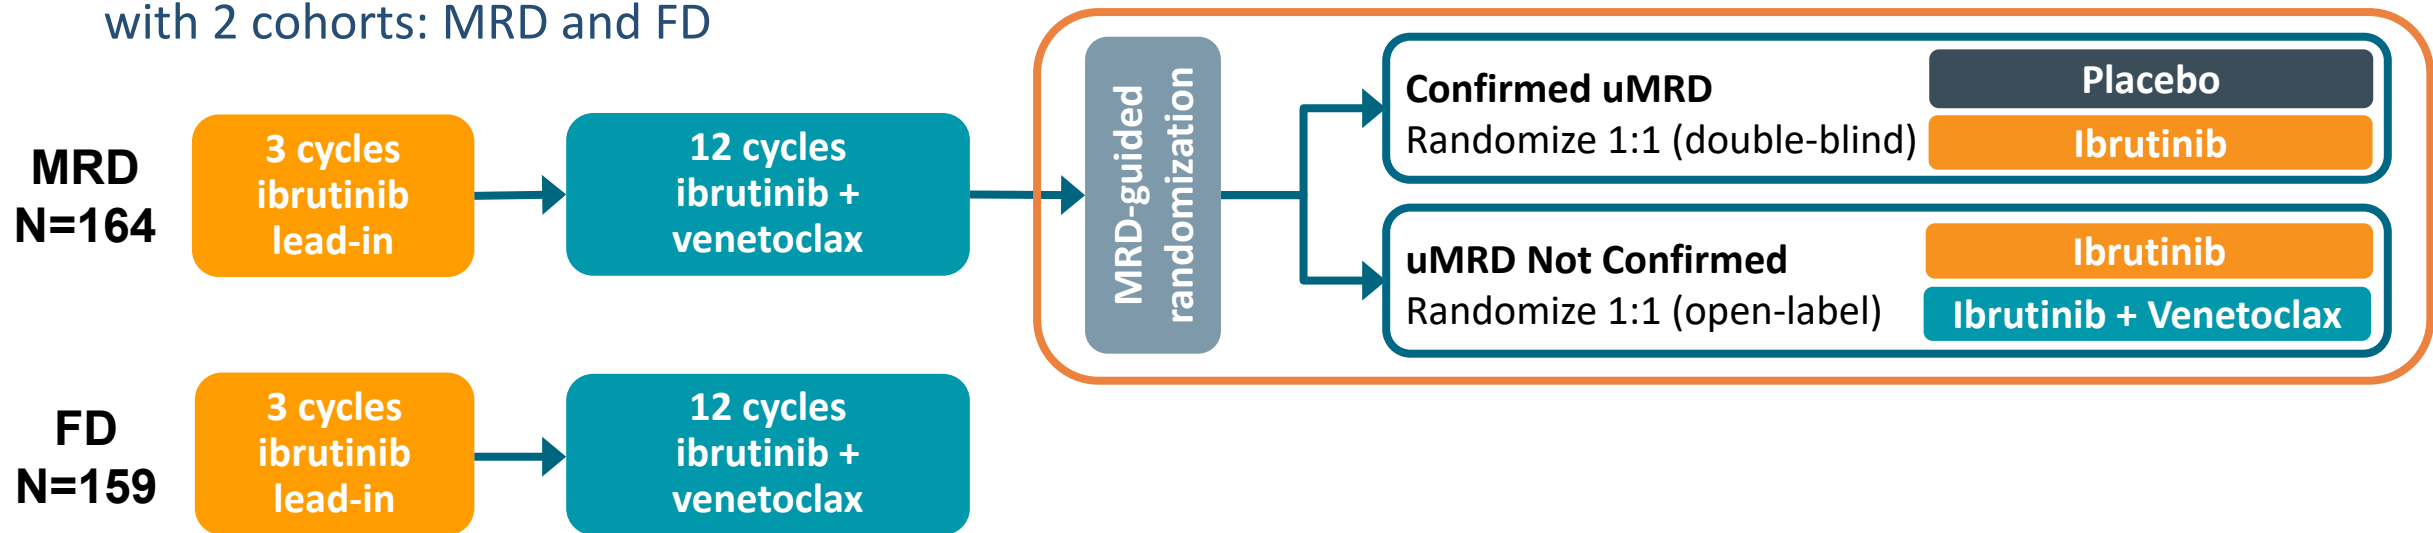 with 2 cohorts: MRD and FD
MRD
N=164
3 cycles
ibrutinib
lead-in
12 cycles
ibrutinib +
venetoclax
MRD-guided
randomization
Confirmed uMRD
Randomize 1:1 (double-blind)
Placebo
Ibrutinib
uMRD Not Confirmed
Randomize 1:1 (open-label)
Ibrutinib
Ibrutinib + Venetoclax
FD
N=159
3 cycles
ibrutinib
lead-in
12 cycles
ibrutinib +
venetoclax